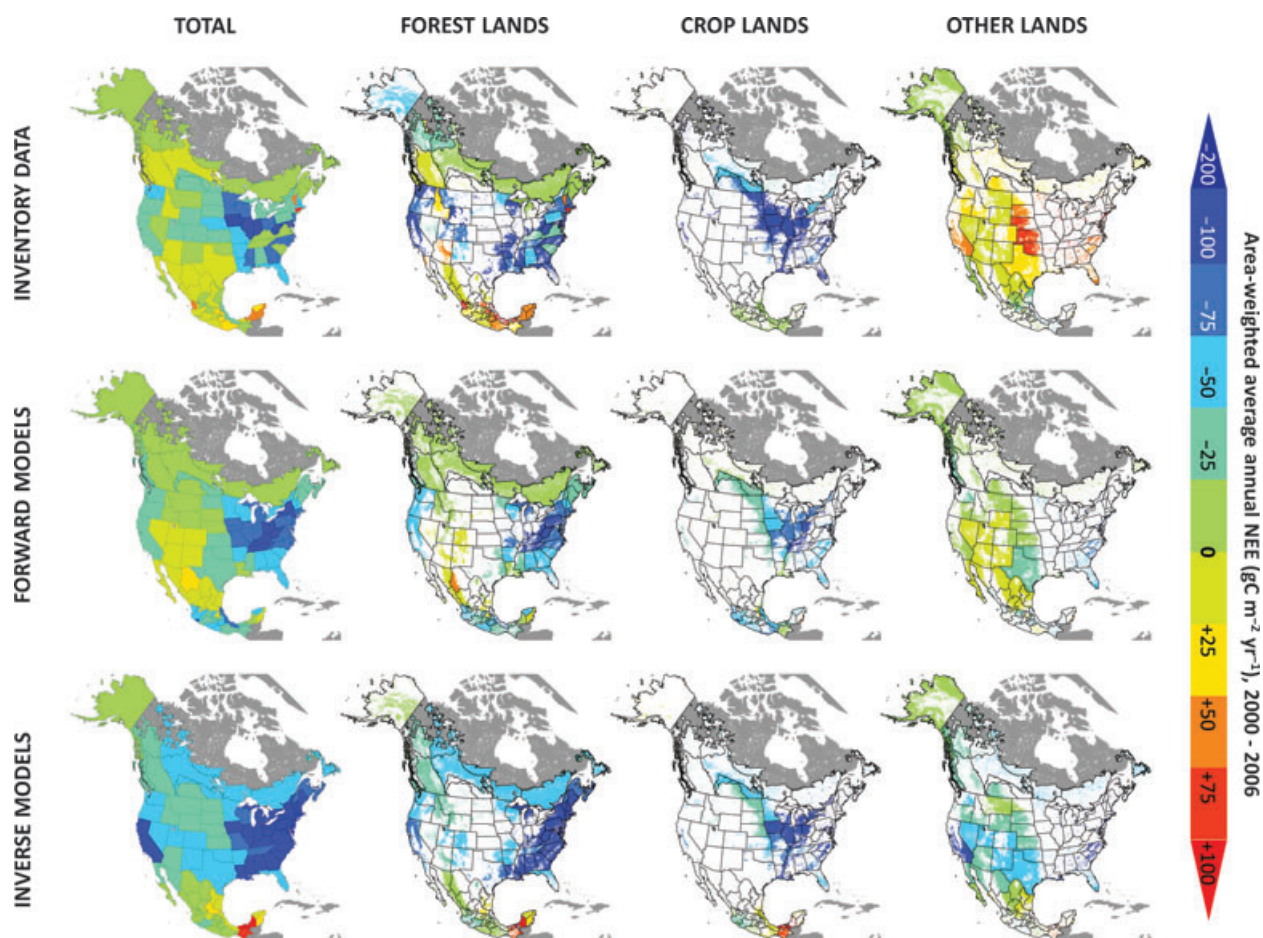 TOTAL
FOREST LANDS
CROP LANDS
OTHER LANDS
INVENTORY DATA
FORWARD MODELS
INVERSE MODELS
−200
−100
−75
−50
−25
0
+25
+50
+75
+100
Area-weighted average annual NEE (gC m⁻² yr⁻¹), 2000 - 2006